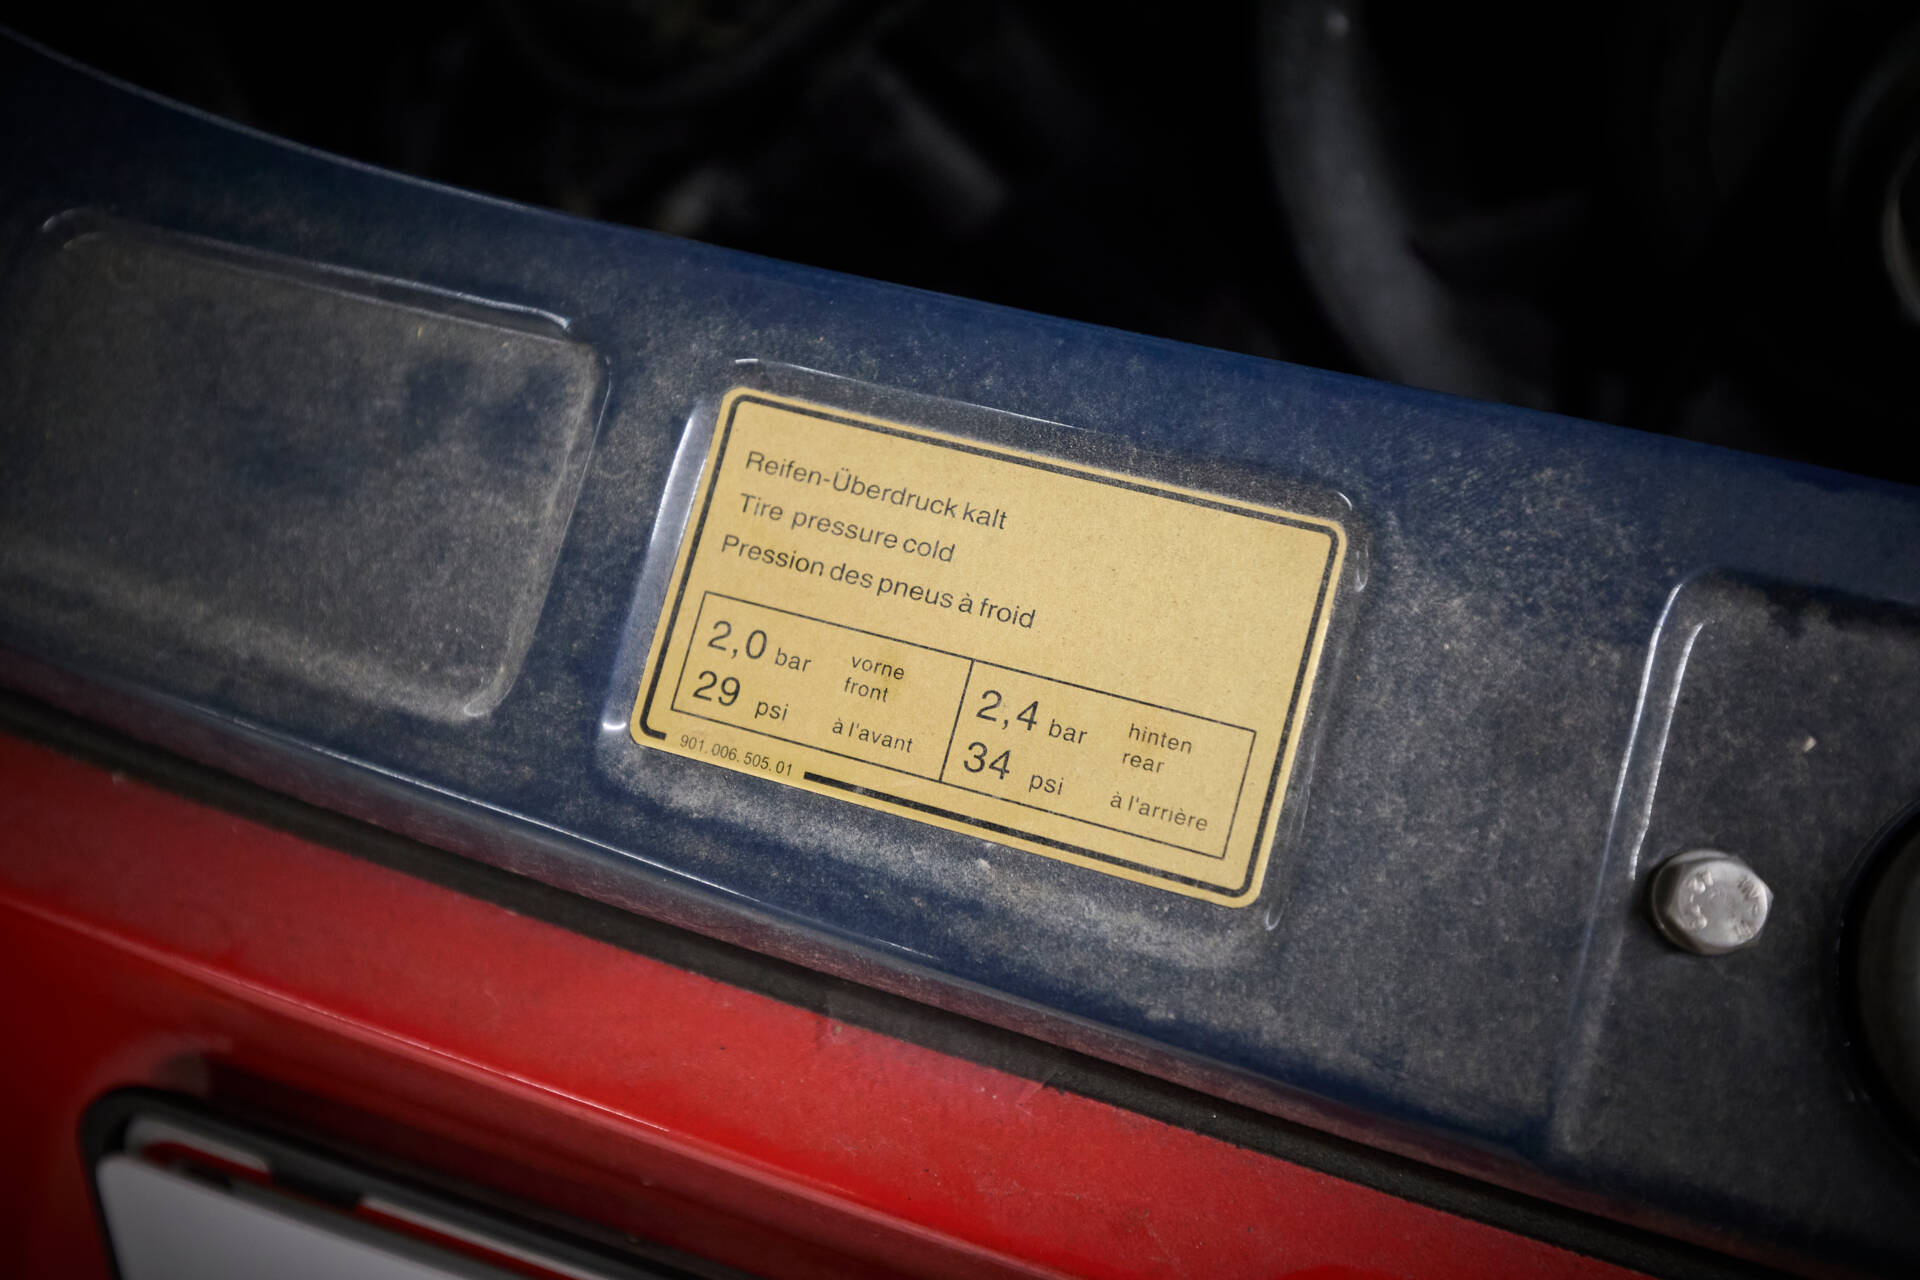 Reifen-Überdruck kalt
Tire pressure cold
Pression des pneus à froid
2,0 bar vorne
front
29 psi à l'avant
2,4 bar hinten
rear
34 psi à l'arrière
901.006.505.01